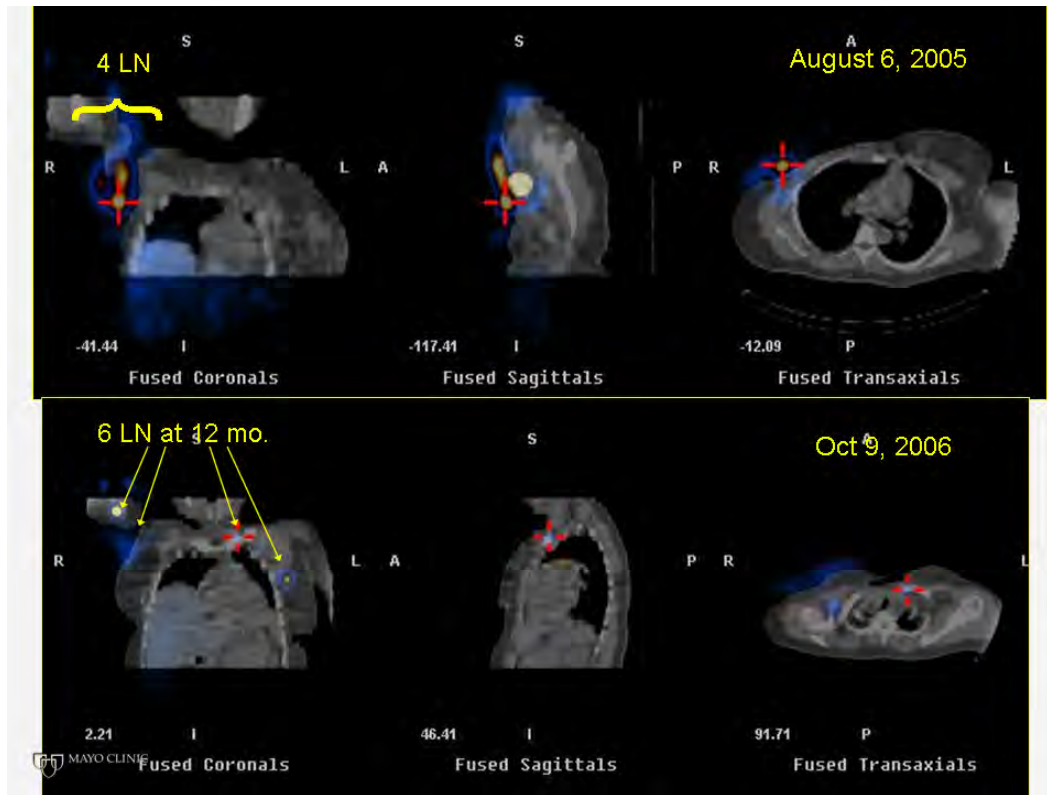 S S A
4 LN August 6, 2005
R L A P R L
-41.44 I -117.41 I -12.09 P
Fused Coronals Fused Sagittals Fused Transaxials
6 LN at 12 mo. S S A Oct 9, 2006
R L A P R L
2.21 I 46.41 I 91.71 P
MAYO CLINIC Fused Coronals Fused Sagittals Fused Transaxials